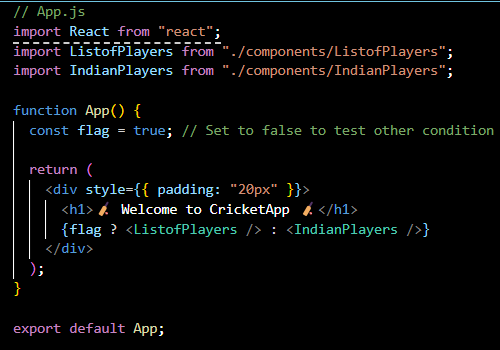 // App.js
import React from "react";
import ListofPlayers from "./components/ListofPlayers";
import IndianPlayers from "./components/IndianPlayers";

function App() {
  const flag = true; // Set to false to test other condition

  return (
    <div style={{ padding: "20px" }}>
      <h1>🏏 Welcome to CricketApp 🏏</h1>
      {flag ? <ListofPlayers /> : <IndianPlayers />}
    </div>
  );
}

export default App;